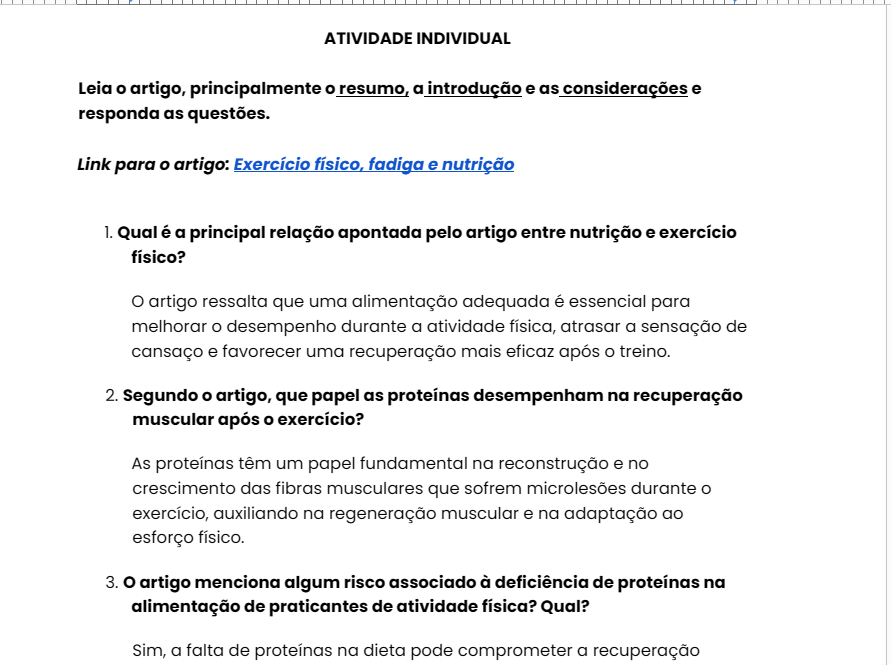 ATIVIDADE INDIVIDUAL
Leia o artigo, principalmente o resumo, a introdução e as considerações e
responda as questões.
Link para o artigo: Exercício físico, fadiga e nutrição
1. Qual é a principal relação apontada pelo artigo entre nutrição e exercício
físico?
O artigo ressalta que uma alimentação adequada é essencial para
melhorar o desempenho durante a atividade física, atrasar a sensação de
cansaço e favorecer uma recuperação mais eficaz após o treino.
2. Segundo o artigo, que papel as proteínas desempenham na recuperação
muscular após o exercício?
As proteínas têm um papel fundamental na reconstrução e no
crescimento das fibras musculares que sofrem microlesões durante o
exercício, auxiliando na regeneração muscular e na adaptação ao
esforço físico.
3. O artigo menciona algum risco associado à deficiência de proteínas na
alimentação de praticantes de atividade física? Qual?
Sim, a falta de proteínas na dieta pode comprometer a recuperação